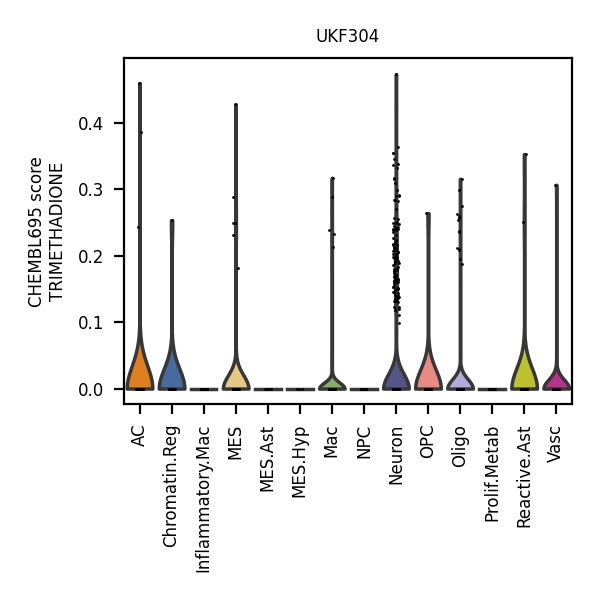 UKF304
CHEMBL695 score
TRIMETHADIONE
0.4
0.3
0.2
0.1
0.0
AC
Chromatin.Reg
Inflammatory.Mac
MES
MES.Ast
MES.Hyp
Mac
NPC
Neuron
OPC
Oligo
Prolif.Metab
Reactive.Ast
Vasc